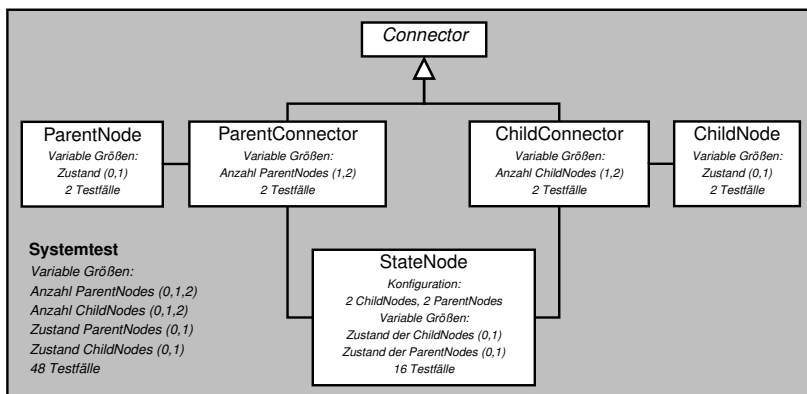 Connector
ParentNode
Variable Größen:
Zustand (0,1)
2 Testfälle
ParentConnector
Variable Größen:
Anzahl ParentNodes (1,2)
2 Testfälle
ChildConnector
Variable Größen:
Anzahl ChildNodes (1,2)
2 Testfälle
ChildNode
Variable Größen:
Zustand (0,1)
2 Testfälle
Systemtest
Variable Größen:
Anzahl ParentNodes (0,1,2)
Anzahl ChildNodes (0,1,2)
Zustand ParentNodes (0,1)
Zustand ChildNodes (0,1)
48 Testfälle
StateNode
Konfiguration:
2 ChildNodes, 2 ParentNodes
Variable Größen:
Zustand der ChildNodes (0,1)
Zustand der ParentNodes (0,1)
16 Testfälle